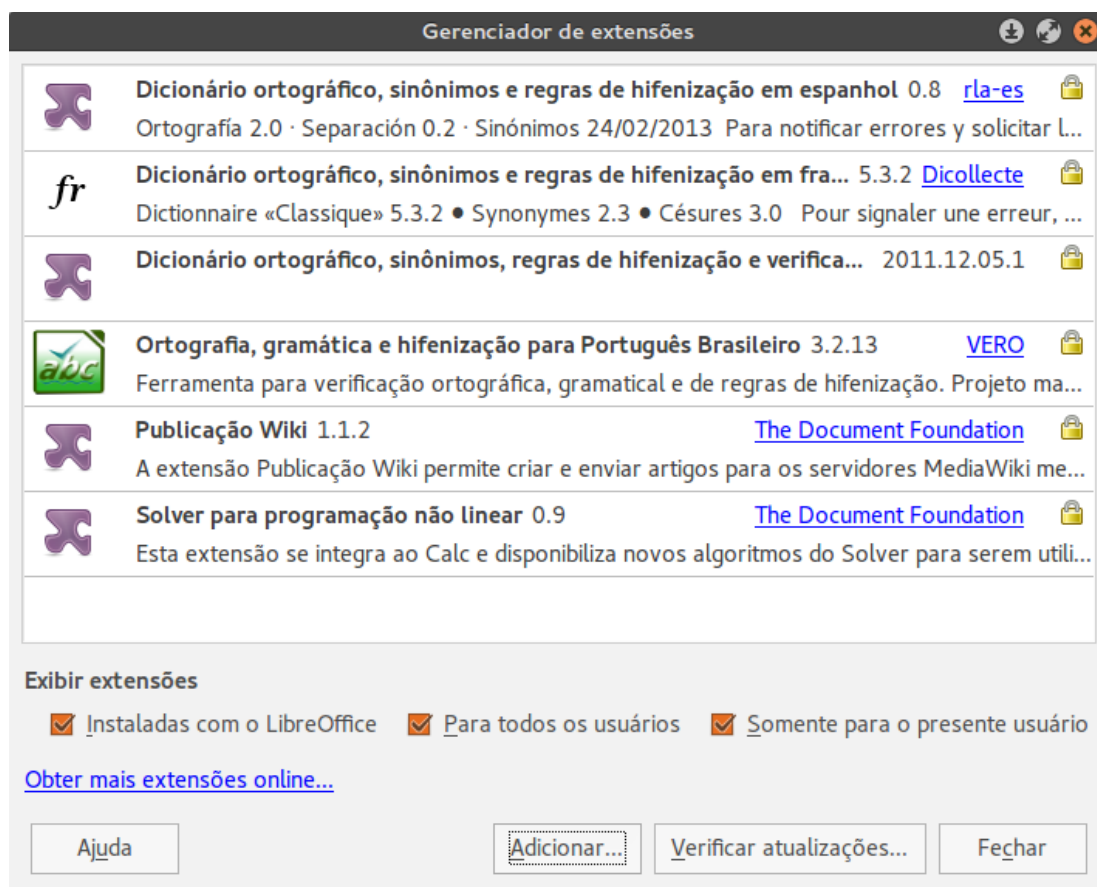 Gerenciador de extensões
Dicionário ortográfico, sinônimos e regras de hifenização em espanhol 0.8 rla-es
Ortografía 2.0 · Separación 0.2 · Sinónimos 24/02/2013 Para notificar errores y solicitar l...
fr
Dicionário ortográfico, sinônimos e regras de hifenização em fra... 5.3.2 Dicollecte
Dictionnaire «Classique» 5.3.2 ● Synonymes 2.3 ● Césures 3.0 Pour signaler une erreur, ...
Dicionário ortográfico, sinônimos, regras de hifenização e verifica... 2011.12.05.1
abc
Ortografia, gramática e hifenização para Português Brasileiro 3.2.13 VERO
Ferramenta para verificação ortográfica, gramatical e de regras de hifenização. Projeto ma...
Publicação Wiki 1.1.2 The Document Foundation
A extensão Publicação Wiki permite criar e enviar artigos para os servidores MediaWiki me...
Solver para programação não linear 0.9 The Document Foundation
Esta extensão se integra ao Calc e disponibiliza novos algoritmos do Solver para serem utili...
Exibir extensões
Instaladas com o LibreOffice Para todos os usuários Somente para o presente usuário
Obter mais extensões online...
Ajuda Adicionar... Verificar atualizações... Fechar